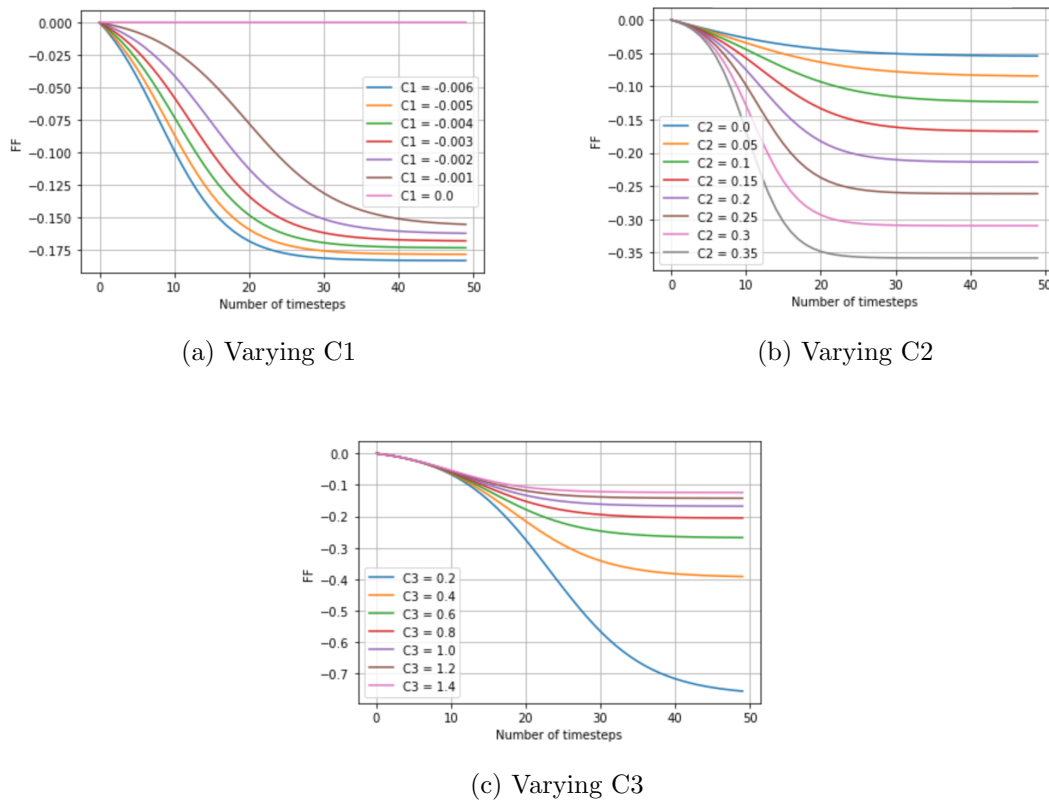 0.000
−0.025
−0.050
−0.075
−0.100
−0.125
−0.150
−0.175
FF
C1 = -0.006
C1 = -0.005
C1 = -0.004
C1 = -0.003
C1 = -0.002
C1 = -0.001
C1 = 0.0
0 10 20 30 40 50
Number of timesteps
(a) Varying C1
0.00
−0.05
−0.10
−0.15
−0.20
−0.25
−0.30
−0.35
FF
C2 = 0.0
C2 = 0.05
C2 = 0.1
C2 = 0.15
C2 = 0.2
C2 = 0.25
C2 = 0.3
C2 = 0.35
0 10 20 30 40 50
Number of timesteps
(b) Varying C2
0.0
−0.1
−0.2
−0.3
−0.4
−0.5
−0.6
−0.7
FF
C3 = 0.2
C3 = 0.4
C3 = 0.6
C3 = 0.8
C3 = 1.0
C3 = 1.2
C3 = 1.4
0 10 20 30 40 50
Number of timesteps
(c) Varying C3